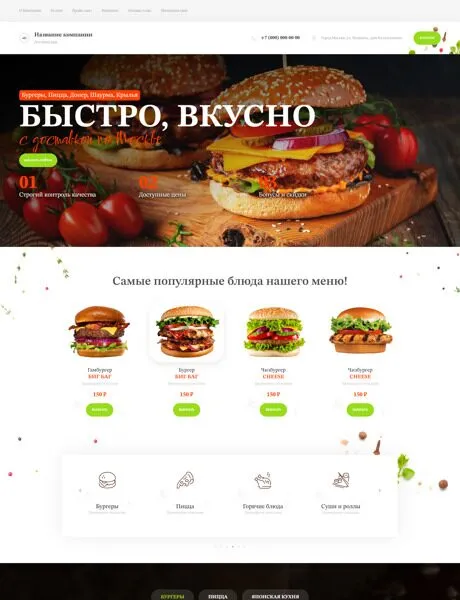 О Компании Услуги Прайс-лист Контакты
Название компании
+7 (000) 000-00-00
Бургеры, Пицца, Донер, Шаурма, Крылья
БЫСТРО, ВКУСНО
с доставкой по Москве
01
Строгий контроль качества
02
Доступные цены
03
Бонусы и скидки
Самые популярные блюда нашего меню!
Гамбургер
БИГ БАГ
150 ₽
Бургер
БИГ БАГ
150 ₽
Чизбургер
CHEESE
150 ₽
Чизбургер
CHEESE
150 ₽
Бургеры
Пицца
Горячие блюда
Суши и роллы
БУРГЕРЫ ПИЦЦА ЯПОНСКАЯ КУХНЯ